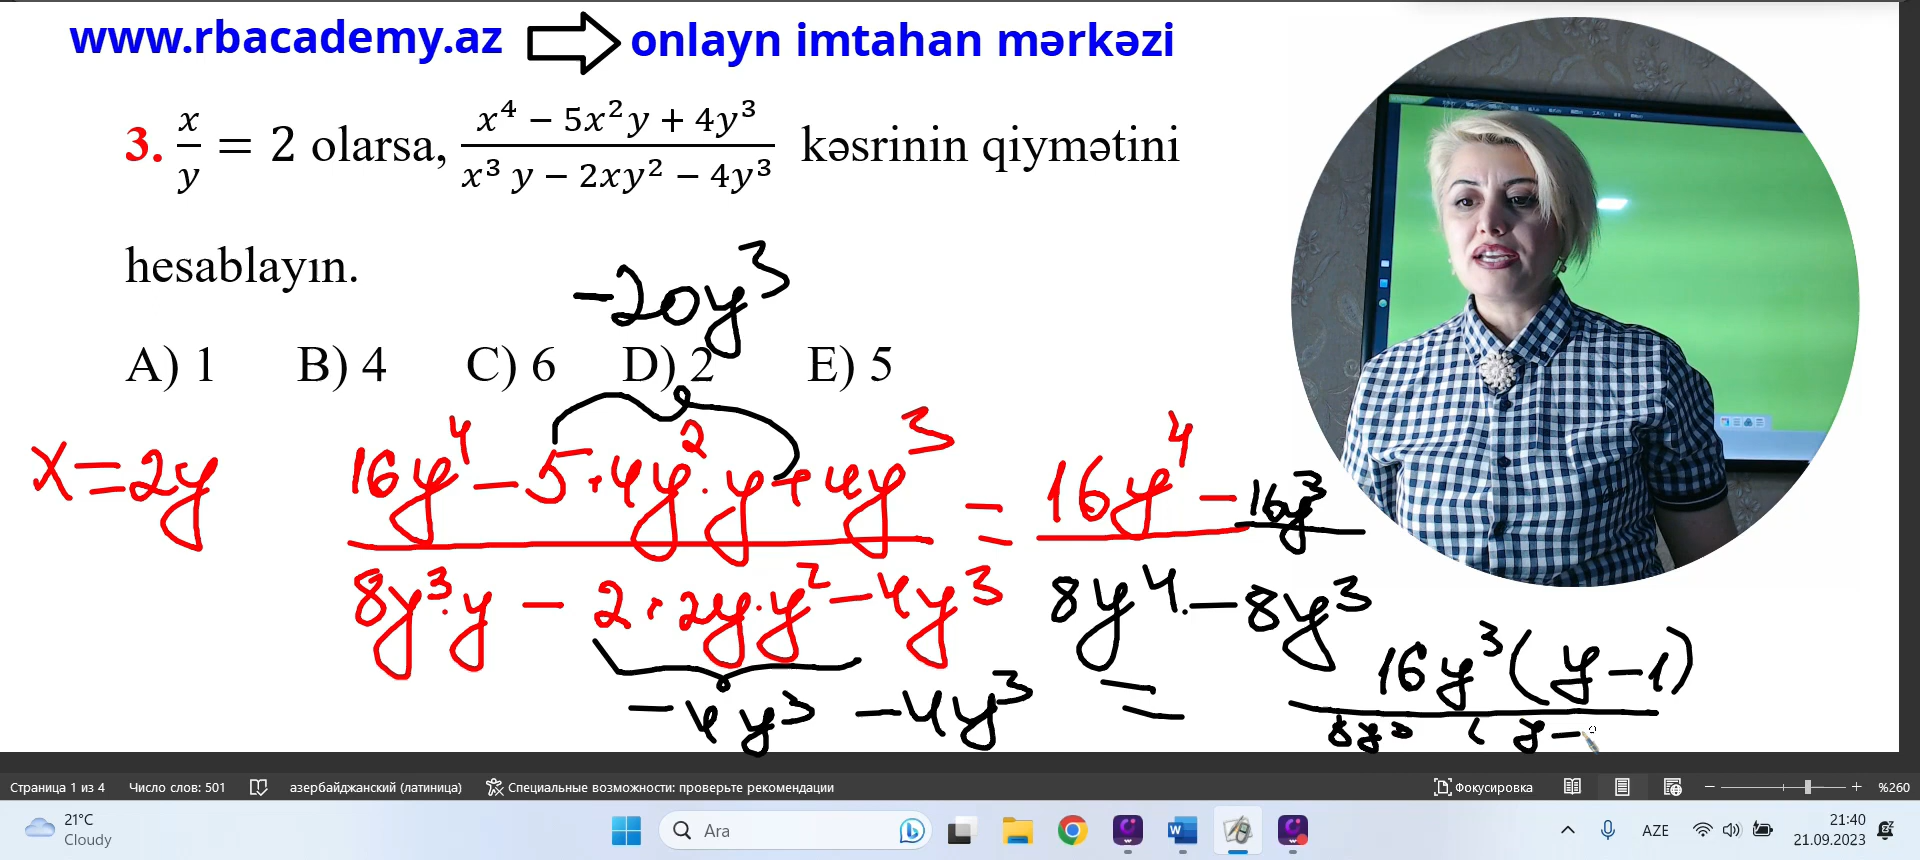 www.rbacademy.az onlayn imtahan mərkəzi
3. x/y = 2 olarsa, (x⁴ − 5x²y + 4y³)/(x³ y − 2xy² − 4y³) kəsrinin qiymətini
hesablayın.
−20y³
A) 1 B) 4 C) 6 D) 2 E) 5
x=2y (16y⁴ − 5·4y²·y + 4y³)/(8y³·y − 2·2y·y² − 4y³) = (16y⁴ − 16y³)/(8y⁴ − 8y³)
−4y³ −4y³ = 16y³(y−1)/8y³ (y−
Страница 1 из 4 Число слов: 501 азербайджанский (латиница) Специальные возможности: проверьте рекомендации Фокусировка − + %260
21°C
Cloudy
Ara
AZE
21:40
21.09.2023